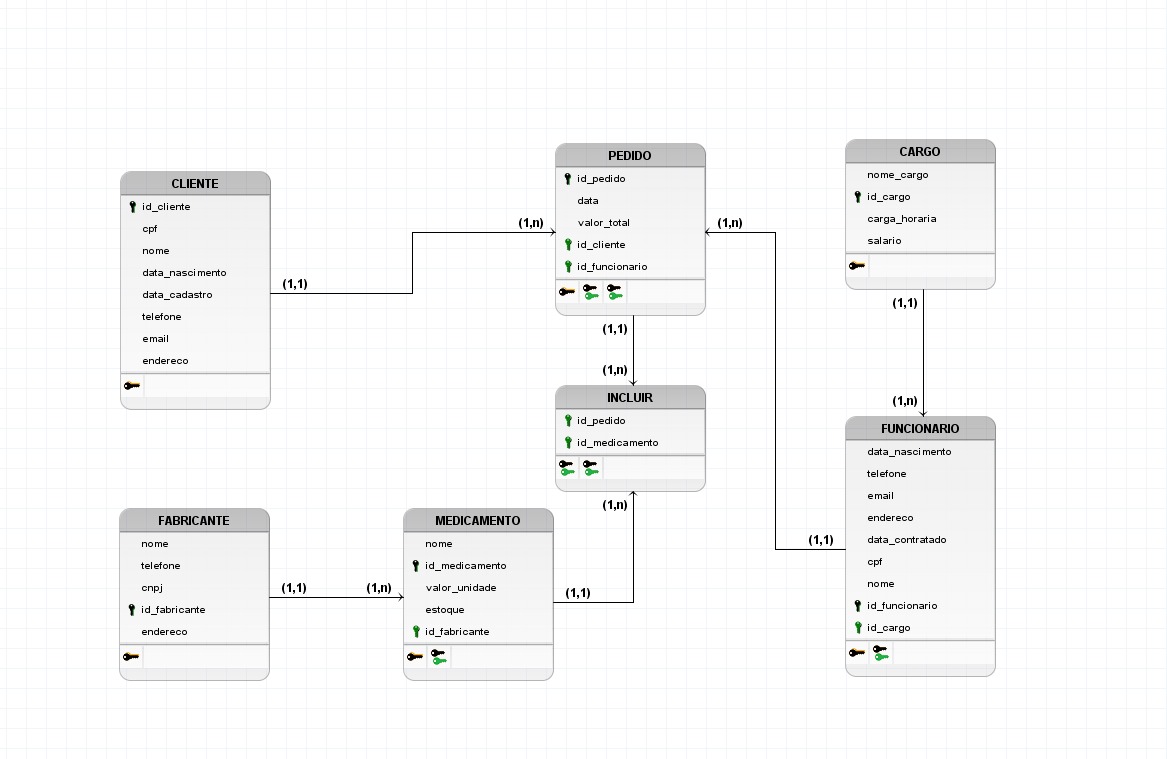 CLIENTE
id_cliente
cpf
nome
data_nascimento
data_cadastro
telefone
email
endereco
(1,1)
(1,n)
PEDIDO
id_pedido
data
valor_total
id_cliente
id_funcionario
(1,n)
(1,1)
(1,n)
CARGO
nome_cargo
id_cargo
carga_horaria
salario
(1,1)
(1,n)
INCLUIR
id_pedido
id_medicamento
(1,n)
FUNCIONARIO
data_nascimento
telefone
email
endereco
data_contratado
cpf
nome
id_funcionario
id_cargo
(1,1)
FABRICANTE
nome
telefone
cnpj
id_fabricante
endereco
(1,1)
(1,n)
MEDICAMENTO
nome
id_medicamento
valor_unidade
estoque
id_fabricante
(1,1)